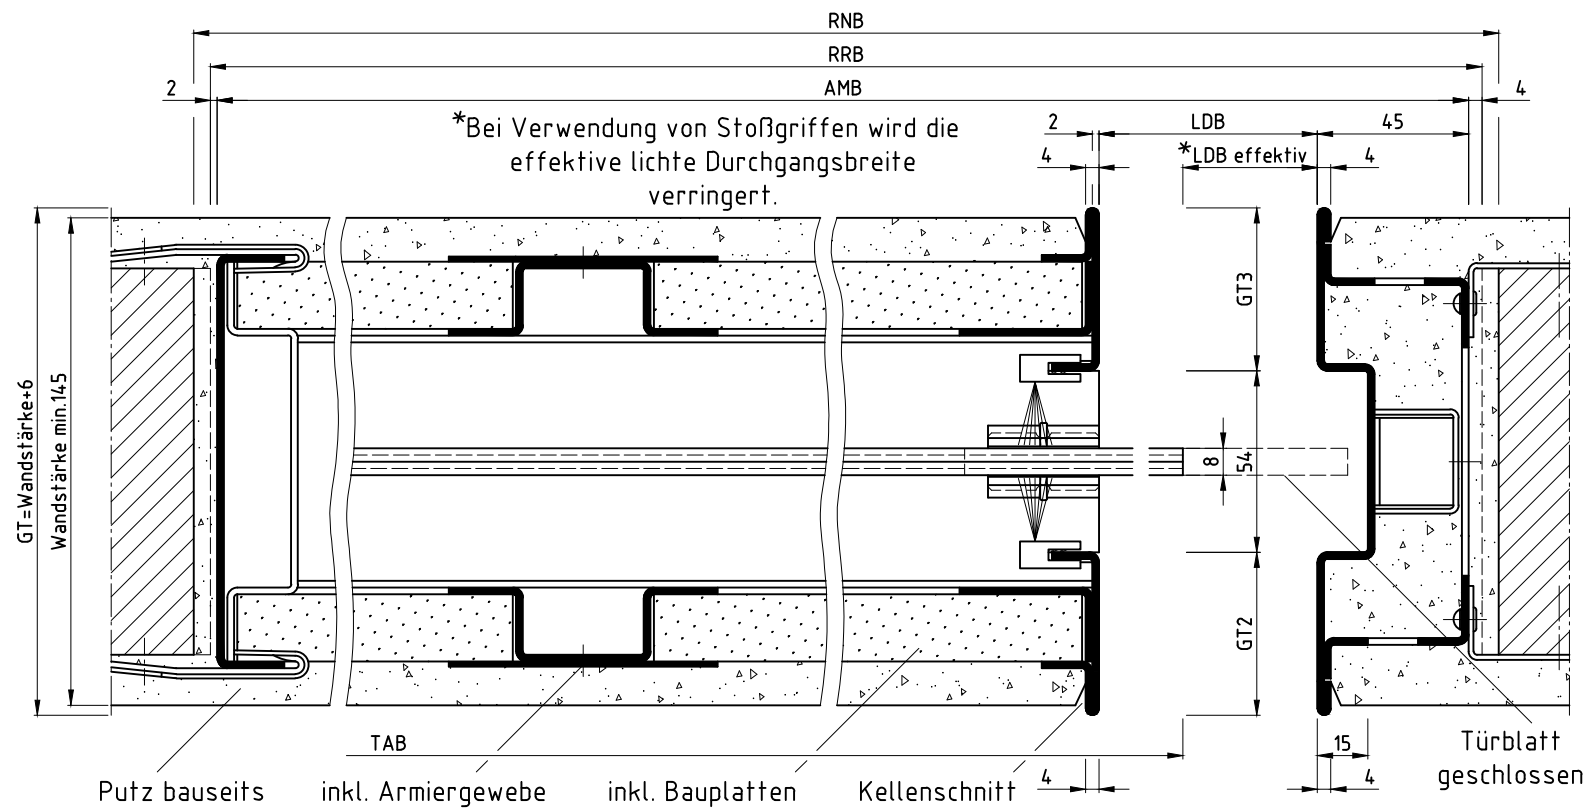 RNB
RRB
2 AMB 4
*Bei Verwendung von Stoßgriffen wird die
effektive lichte Durchgangsbreite
verringert.
2 LDB 45
4 *LDB effektiv 4
GT=Wandstärke+6
Wandstärke min.145
GT3
8
54
GT2
TAB
15
4
4
Putz bauseits
inkl. Armiergewebe
inkl. Bauplatten
Kellenschnitt
Türblatt
geschlossen